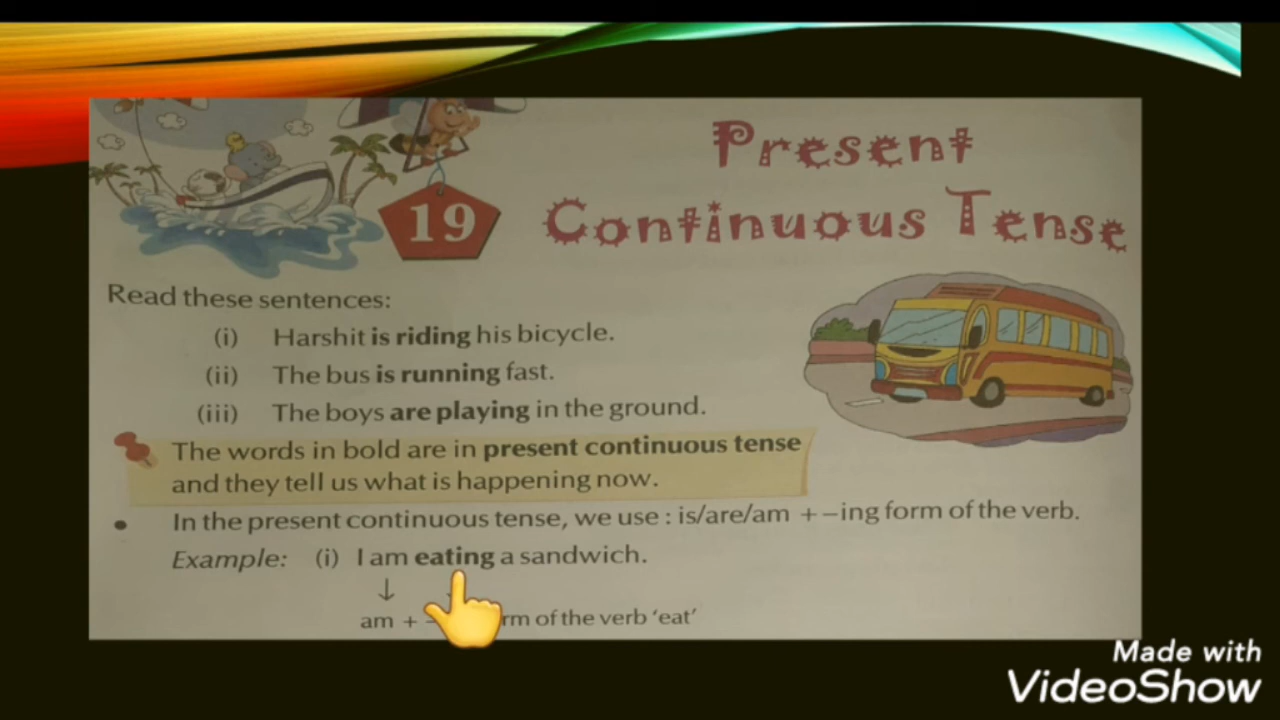 Present
Continuous Tense
19
Read these sentences:
(i) Harshit is riding his bicycle.
(ii) The bus is running fast.
(iii) The boys are playing in the ground.
The words in bold are in present continuous tense
and they tell us what is happening now.
• In the present continuous tense, we use : is/are/am + –ing form of the verb.
Example: (i) I am eating a sandwich.
↓
am + of the verb ‘eat’
Made with
VideoShow